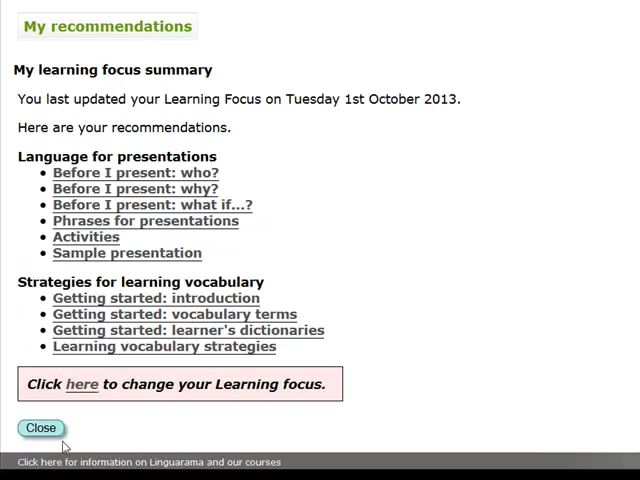 My recommendations
My learning focus summary
You last updated your Learning Focus on Tuesday 1st October 2013.
Here are your recommendations.
Language for presentations
Before I present: who?
Before I present: why?
Before I present: what if...?
Phrases for presentations
Activities
Sample presentation
Strategies for learning vocabulary
Getting started: introduction
Getting started: vocabulary terms
Getting started: learner's dictionaries
Learning vocabulary strategies
Click here to change your Learning focus.
Close
Click here for information on Linguarama and our courses